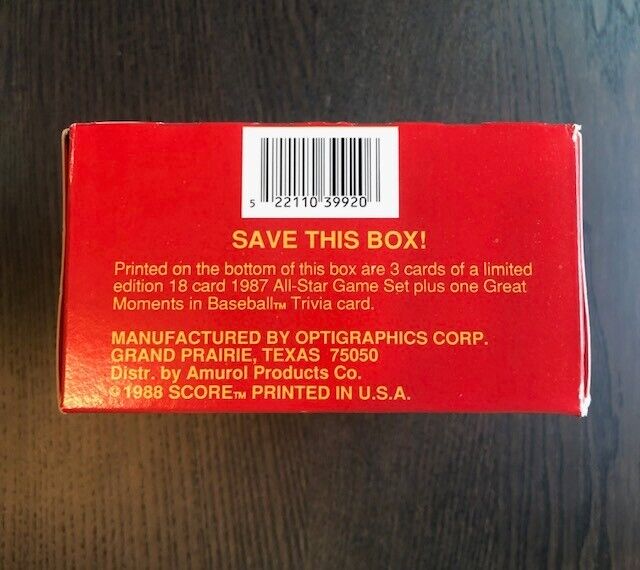 5 22110 39920
SAVE THIS BOX!
Printed on the bottom of this box are 3 cards of a limited
edition 18 card 1987 All-Star Game Set plus one Great
Moments in Baseball™ Trivia card.
MANUFACTURED BY OPTIGRAPHICS CORP.
GRAND PRAIRIE, TEXAS 75050
Distr. by Amurol Products Co.
© 1988 SCORE™ PRINTED IN U.S.A.